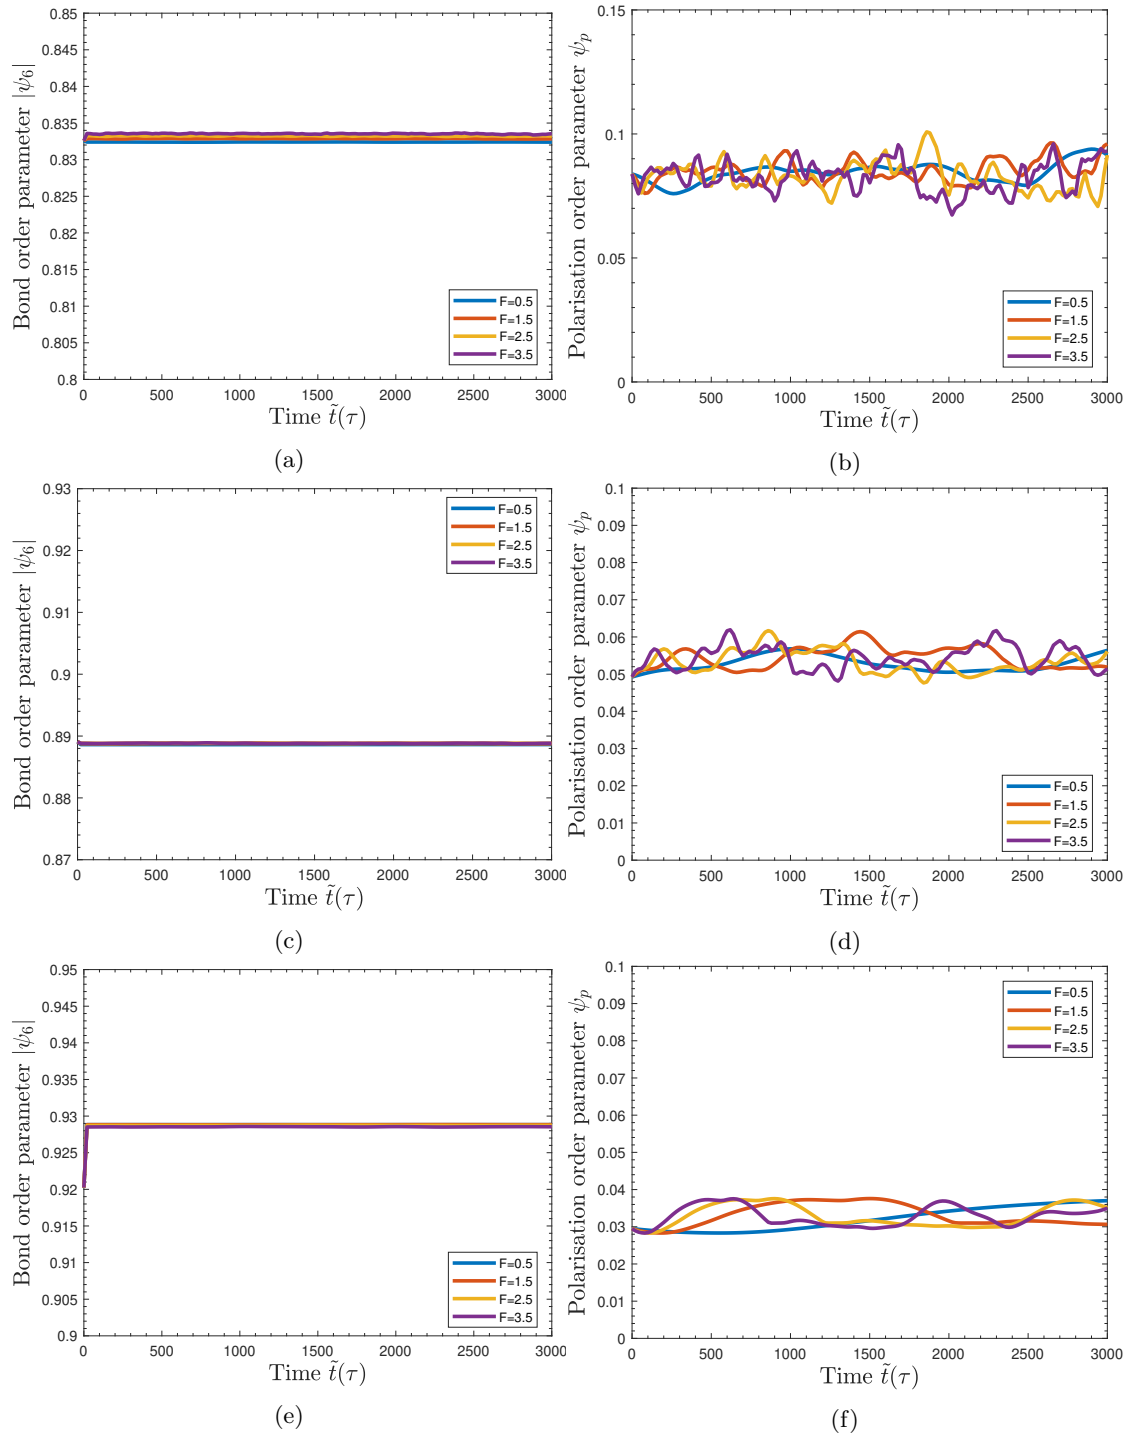 0.85
0.845
0.84
0.835
0.83
0.825
0.82
0.815
0.81
0.805
0.8
Bond order parameter |ψ6|
F=0.5
F=1.5
F=2.5
F=3.5
0 500 1000 1500 2000 2500 3000
Time t̃(τ)
(a)
0.15
0.1
0.05
0
Polarisation order parameter ψp
F=0.5
F=1.5
F=2.5
F=3.5
0 500 1000 1500 2000 2500 3000
Time t̃(τ)
(b)
0.93
0.92
0.91
0.9
0.89
0.88
0.87
Bond order parameter |ψ6|
F=0.5
F=1.5
F=2.5
F=3.5
0 500 1000 1500 2000 2500 3000
Time t̃(τ)
(c)
0.1
0.09
0.08
0.07
0.06
0.05
0.04
0.03
0.02
0.01
0
Polarisation order parameter ψp
F=0.5
F=1.5
F=2.5
F=3.5
0 500 1000 1500 2000 2500 3000
Time t̃(τ)
(d)
0.95
0.945
0.94
0.935
0.93
0.925
0.92
0.915
0.91
0.905
0.9
Bond order parameter |ψ6|
F=0.5
F=1.5
F=2.5
F=3.5
0 500 1000 1500 2000 2500 3000
Time t̃(τ)
(e)
0.1
0.09
0.08
0.07
0.06
0.05
0.04
0.03
0.02
0.01
0
Polarisation order parameter ψp
F=0.5
F=1.5
F=2.5
F=3.5
0 500 1000 1500 2000 2500 3000
Time t̃(τ)
(f)